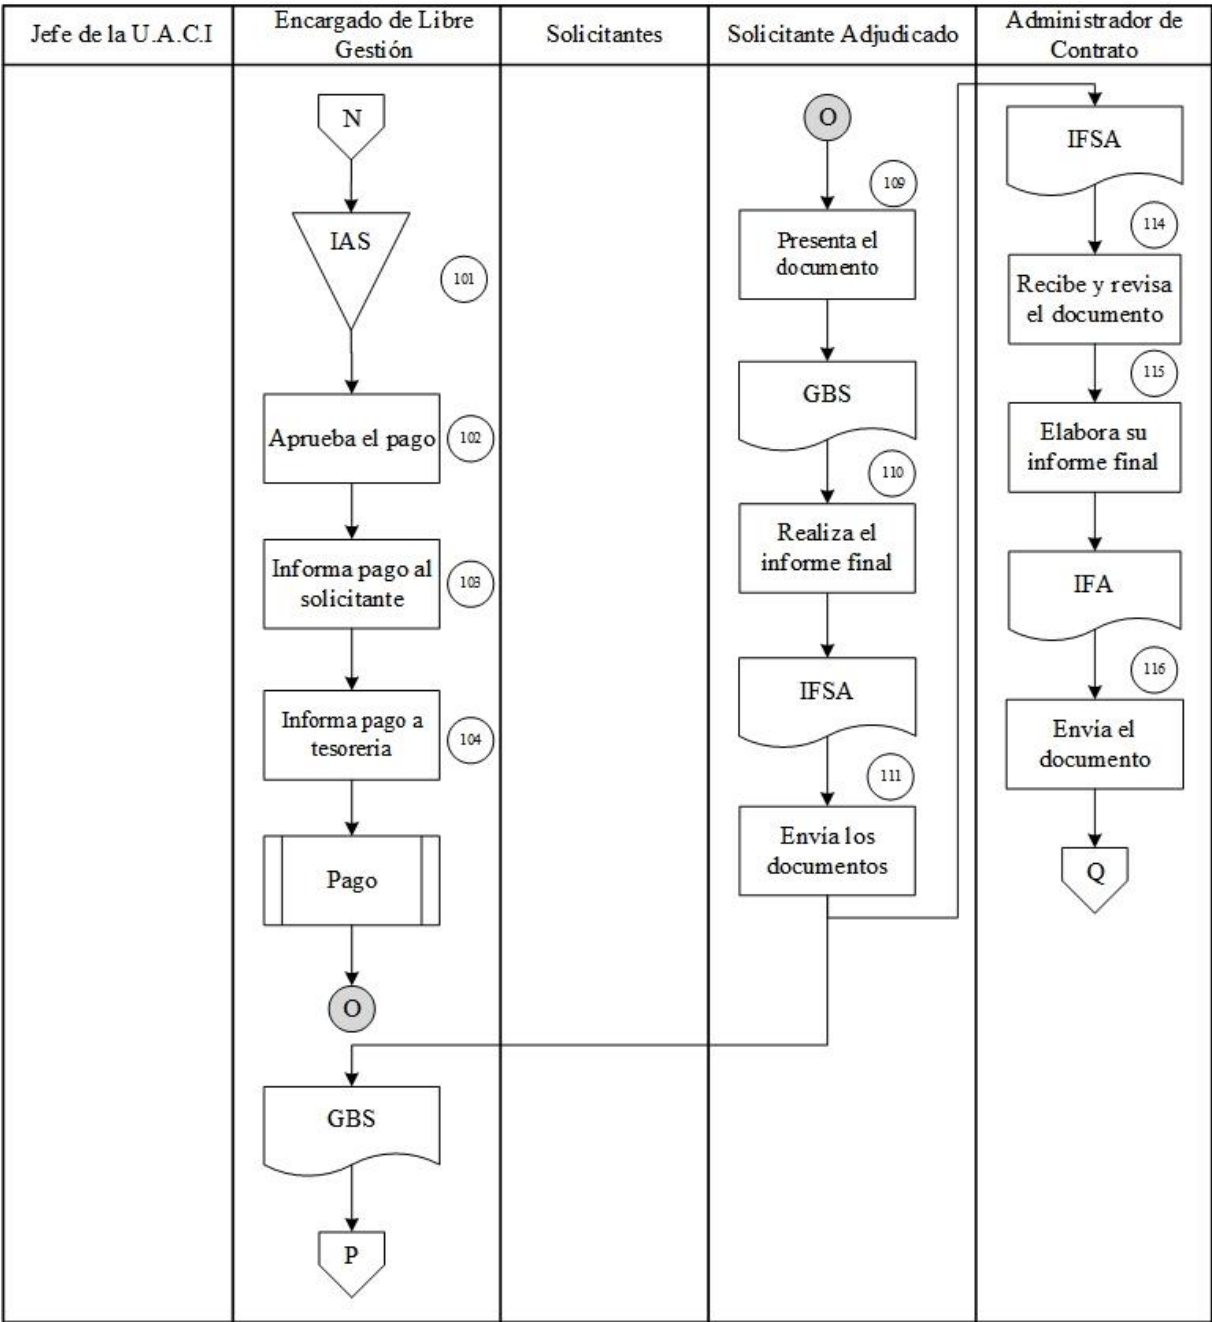 Jefe de la U.A.C.I
Encargado de Libre
Gestión
Solicitantes
Solicitante Adjudicado
Administrador de
Contrato
N
IAS
101
Aprueba el pago
102
Informa pago al
solicitante
103
Informa pago a
tesoreria
104
Pago
O
GBS
P
O
109
Presenta el
documento
GBS
110
Realiza el
informe final
IFSA
111
Envía los
documentos
IFSA
114
Recibe y revisa
el documento
115
Elabora su
informe final
IFA
116
Envía el
documento
Q